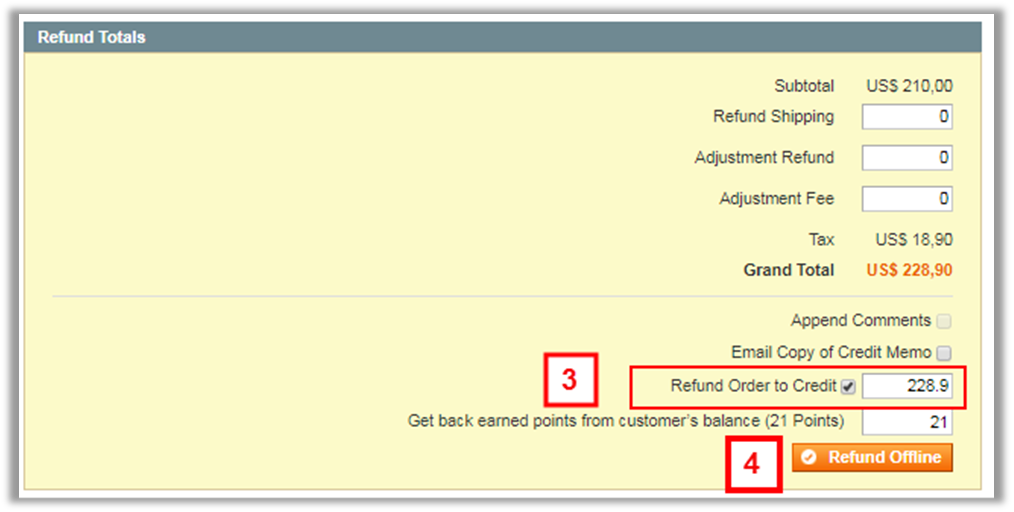 Refund Totals
Subtotal US$ 210,00
Refund Shipping 0
Adjustment Refund 0
Adjustment Fee 0
Tax US$ 18,90
Grand Total US$ 228,90
Append Comments
Email Copy of Credit Memo
3 Refund Order to Credit 228.9
Get back earned points from customer's balance (21 Points) 21
4 Refund Offline